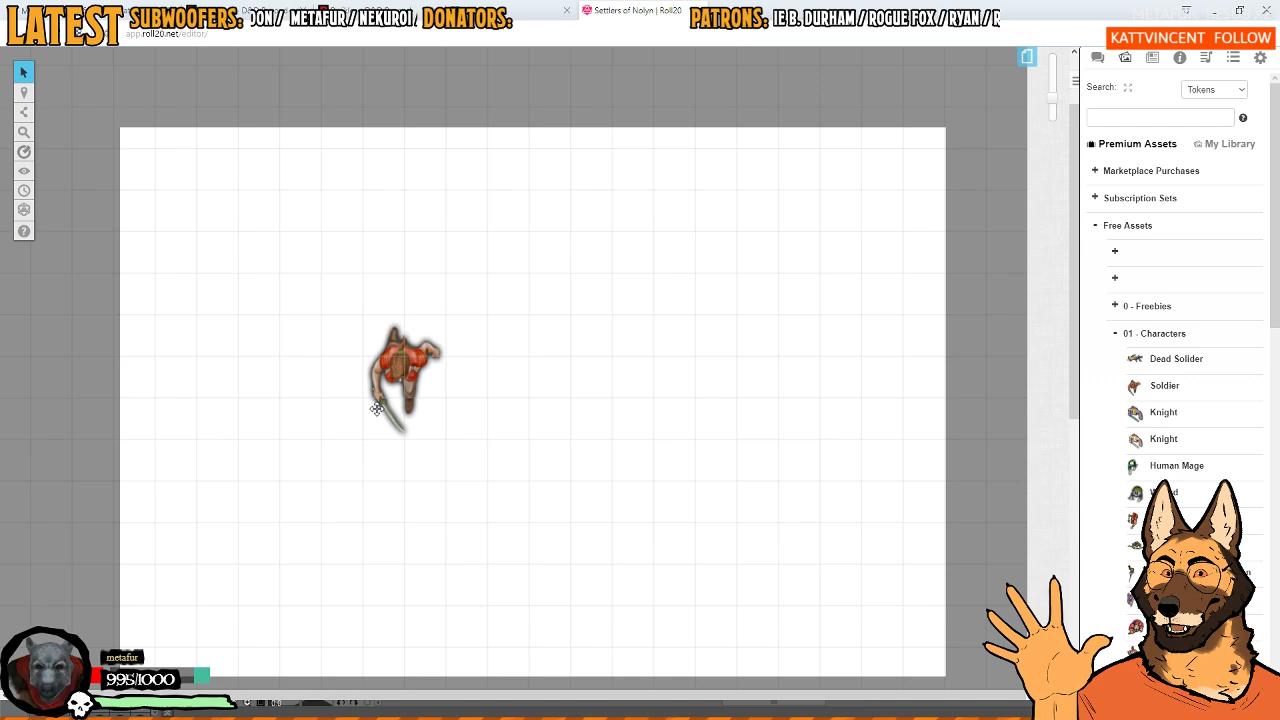 LATEST SUBWOOFERS: DON / METAFUR / NEKUROI DONATORS: PATRONS: IE B. DURHAM / ROGUE FOX / RYAN / R
Settlers of Nolyn | Roll20
app.roll20.net/editor/
KATTVINCENT FOLLOW
Search:
Tokens
Premium Assets
My Library
Marketplace Purchases
Subscription Sets
Free Assets
0 - Freebies
01 - Characters
Dead Solider
Soldier
Knight
Knight
Human Mage
metafur
995/1000